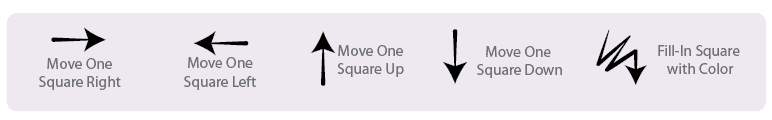 Move One
Square Right
Move One
Square Left
Move One
Square Up
Move One
Square Down
Fill-In Square
with Color